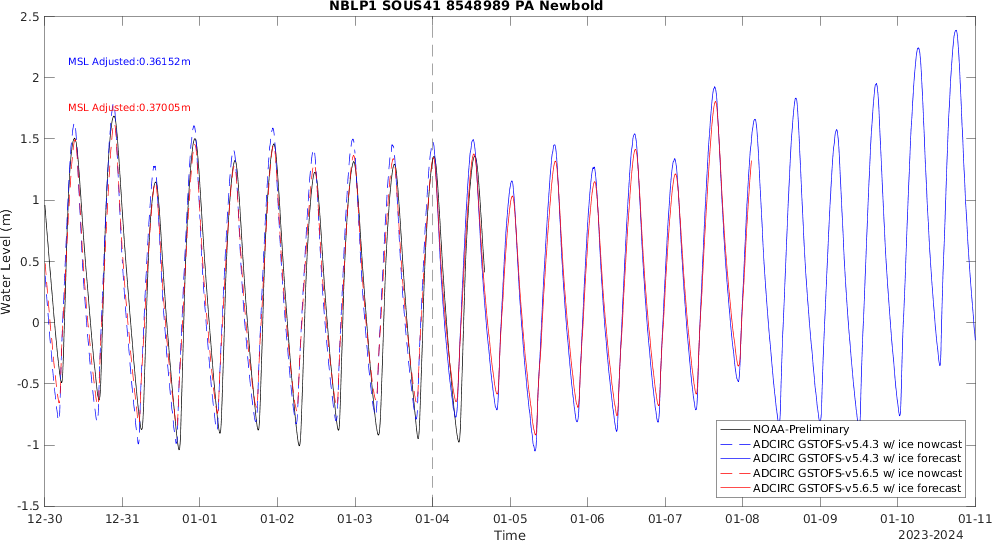 NBLP1 SOUS41 8548989 PA Newbold
2.5
2
1.5
1
0.5
0
-0.5
-1
-1.5
Water Level (m)
MSL Adjusted:0.36152m
MSL Adjusted:0.37005m
NOAA-Preliminary
ADCIRC GSTOFS-v5.4.3 w/ ice nowcast
ADCIRC GSTOFS-v5.4.3 w/ ice forecast
ADCIRC GSTOFS-v5.6.5 w/ ice nowcast
ADCIRC GSTOFS-v5.6.5 w/ ice forecast
12-30 12-31 01-01 01-02 01-03 01-04 01-05 01-06 01-07 01-08 01-09 01-10 01-11
Time
2023-2024